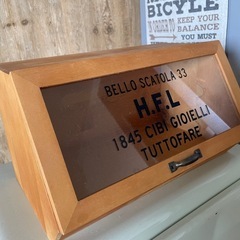 BICYLE
KEEP YOUR
BALANCE
YOU MUST
BELLO SCATOLA 33
H.F.L
1845 CIBI GIOIELLI
TUTTOFARE